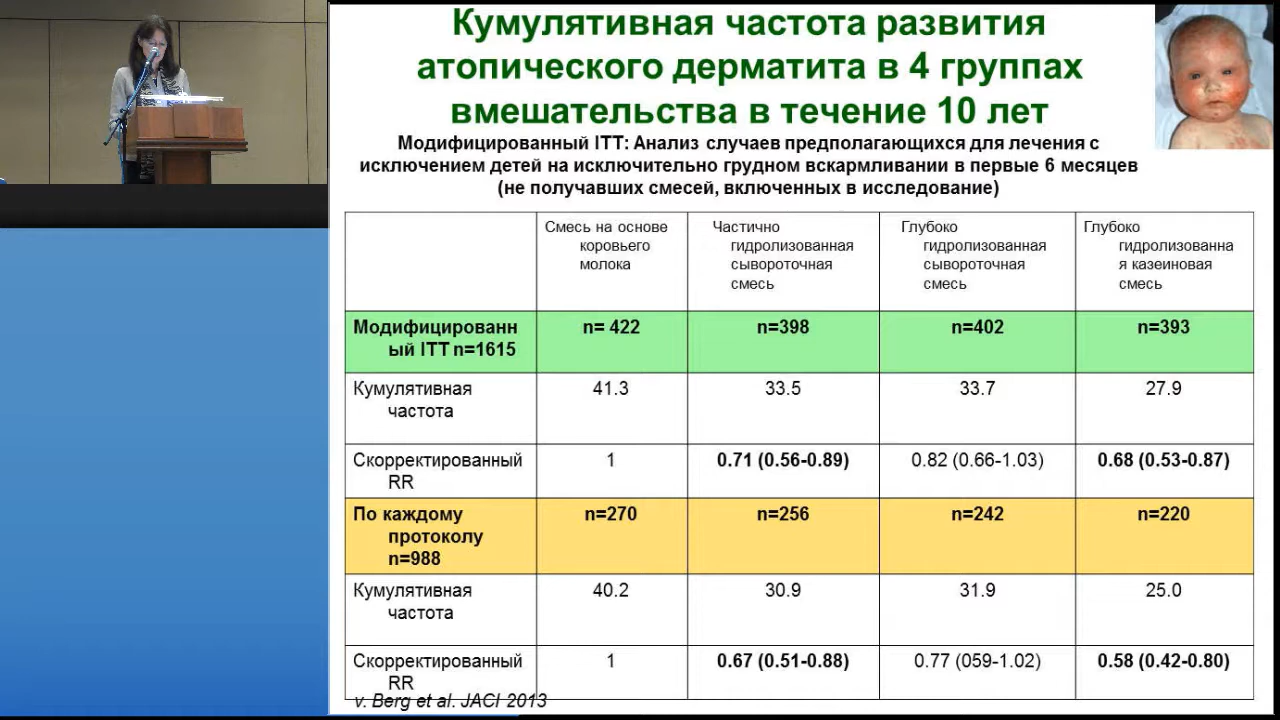 Кумулятивная частота развития
атопического дерматита в 4 группах
вмешательства в течение 10 лет
Модифицированный ITT: Анализ случаев предполагающихся для лечения с
исключением детей на исключительно грудном вскармливании в первые 6 месяцев
(не получавших смесей, включенных в исследование)
Смесь на основе
коровьего
молока
Частично
гидролизованная
сывороточная
смесь
Глубоко
гидролизованная
сывороточная
смесь
Глубоко
гидролизованна
я казеиновая
смесь
Модифицированн
ый ITT n=1615
n= 422
n=398
n=402
n=393
Кумулятивная
частота
41.3
33.5
33.7
27.9
Скорректированный
RR
1
0.71 (0.56-0.89)
0.82 (0.66-1.03)
0.68 (0.53-0.87)
По каждому
протоколу
n=988
n=270
n=256
n=242
n=220
Кумулятивная
частота
40.2
30.9
31.9
25.0
Скорректированный
RR
1
0.67 (0.51-0.88)
0.77 (059-1.02)
0.58 (0.42-0.80)
v. Berg et al. JACI 2013